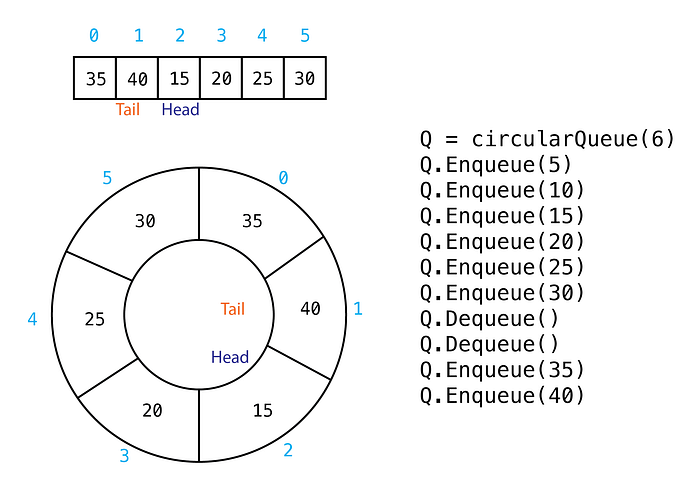 0 1 2 3 4 5
35 40 15 20 25 30
Tail Head
Q = circularQueue(6)
Q.Enqueue(5)
Q.Enqueue(10)
Q.Enqueue(15)
Q.Enqueue(20)
Q.Enqueue(25)
Q.Enqueue(30)
Q.Dequeue()
Q.Dequeue()
Q.Enqueue(35)
Q.Enqueue(40)
5 0
30 35
4 25 Tail 40 1
Head
20 15
3 2